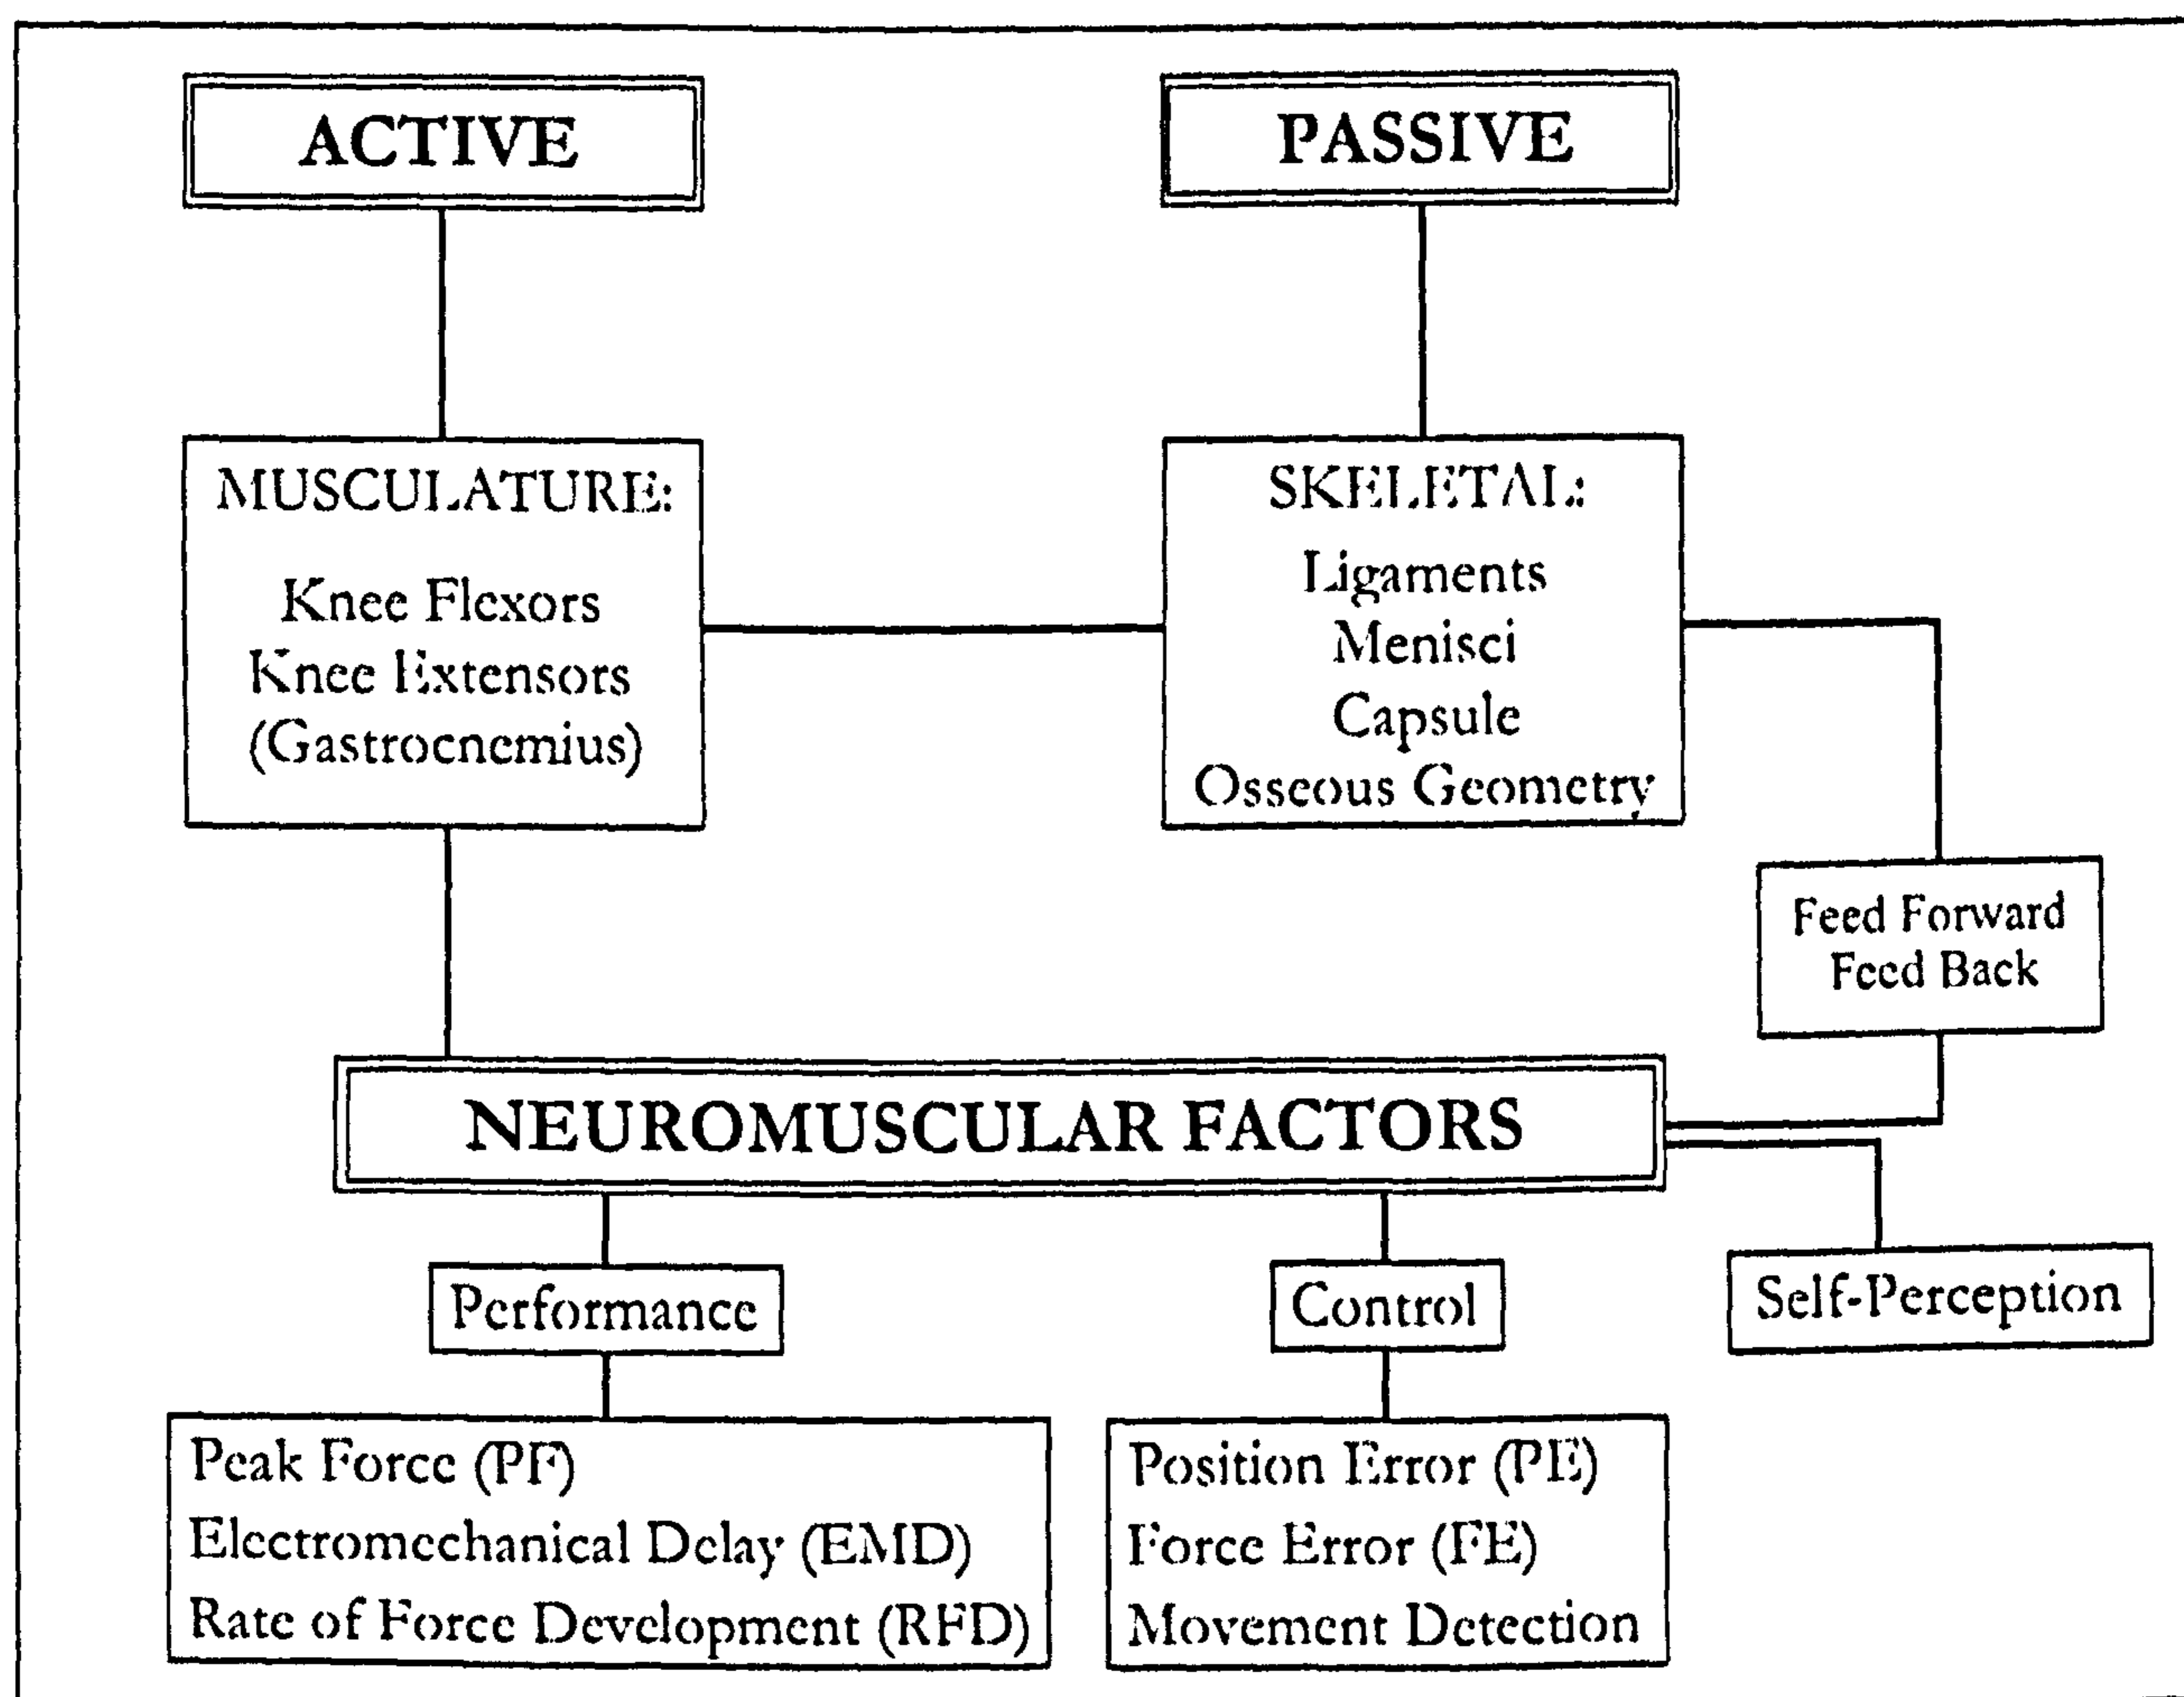 ACTIVE
PASSIVE
MUSCULATURE:
Knee Flexors
Knee Extensors
(Gastrocnemius)
SKELETAL:
Ligaments
Menisci
Capsule
Osseous Geometry
Feed Forward
Feed Back
NEUROMUSCULAR FACTORS
Performance
Control
Self-Perception
Peak Force (PF)
Electromechanical Delay (EMD)
Rate of Force Development (RFD)
Position Error (PE)
Force Error (FE)
Movement Detection